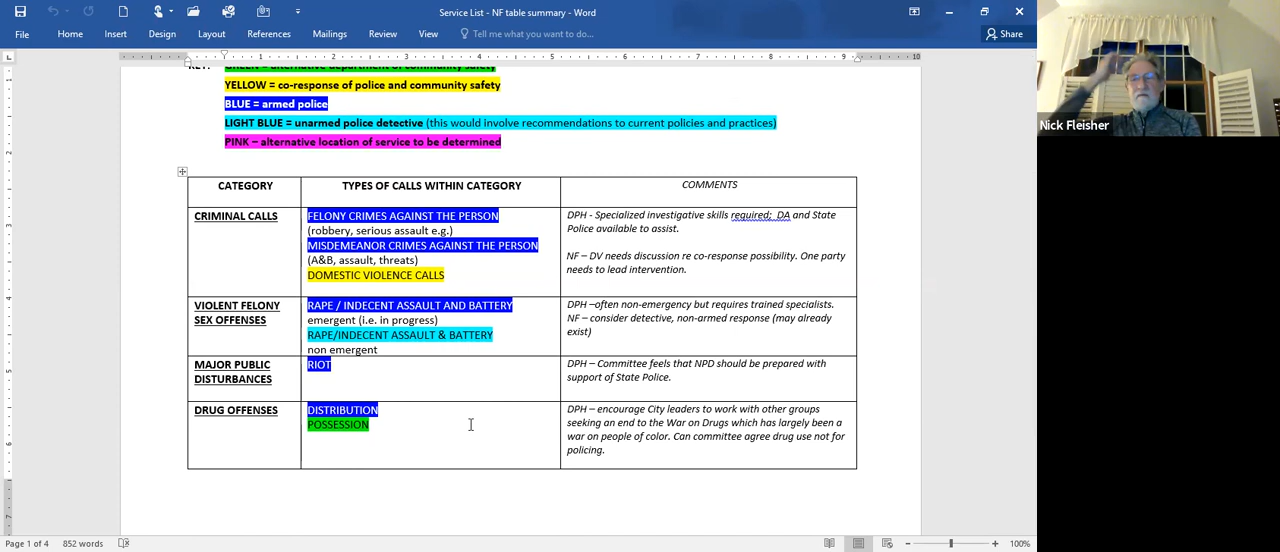 Service List - NF table summary - Word
File Home Insert Design Layout References Mailings Review View Tell me what you want to do... Share
KEY: GREEN = alternative department of community safety
YELLOW = co-response of police and community safety
BLUE = armed police
LIGHT BLUE = unarmed police detective (this would involve recommendations to current policies and practices)
PINK – alternative location of service to be determined
CATEGORY TYPES OF CALLS WITHIN CATEGORY COMMENTS
CRIMINAL CALLS
FELONY CRIMES AGAINST THE PERSON
(robbery, serious assault e.g.)
MISDEMEANOR CRIMES AGAINST THE PERSON
(A&B, assault, threats)
DOMESTIC VIOLENCE CALLS
DPH - Specialized investigative skills required; DA and State
Police available to assist.
NF – DV needs discussion re co-response possibility. One party
needs to lead intervention.
VIOLENT FELONY
SEX OFFENSES
RAPE / INDECENT ASSAULT AND BATTERY
emergent (i.e. in progress)
RAPE/INDECENT ASSAULT & BATTERY
non emergent
DPH –often non-emergency but requires trained specialists.
NF – consider detective, non-armed response (may already
exist)
MAJOR PUBLIC
DISTURBANCES
RIOT
DPH – Committee feels that NPD should be prepared with
support of State Police.
DRUG OFFENSES
DISTRIBUTION
POSSESSION
DPH – encourage City leaders to work with other groups
seeking an end to the War on Drugs which has largely been a
war on people of color. Can committee agree drug use not for
policing.
Page 1 of 4 852 words 100%
Nick Fleisher